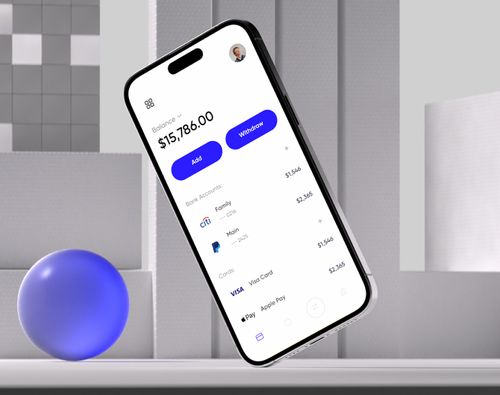 Balance
$15,786.00
Add Withdraw
Bank Accounts +
citi Family $1,546
Main $2,365
— 2425
Cards +
VISA Visa Card $1,546
Pay Apple Pay $2,365